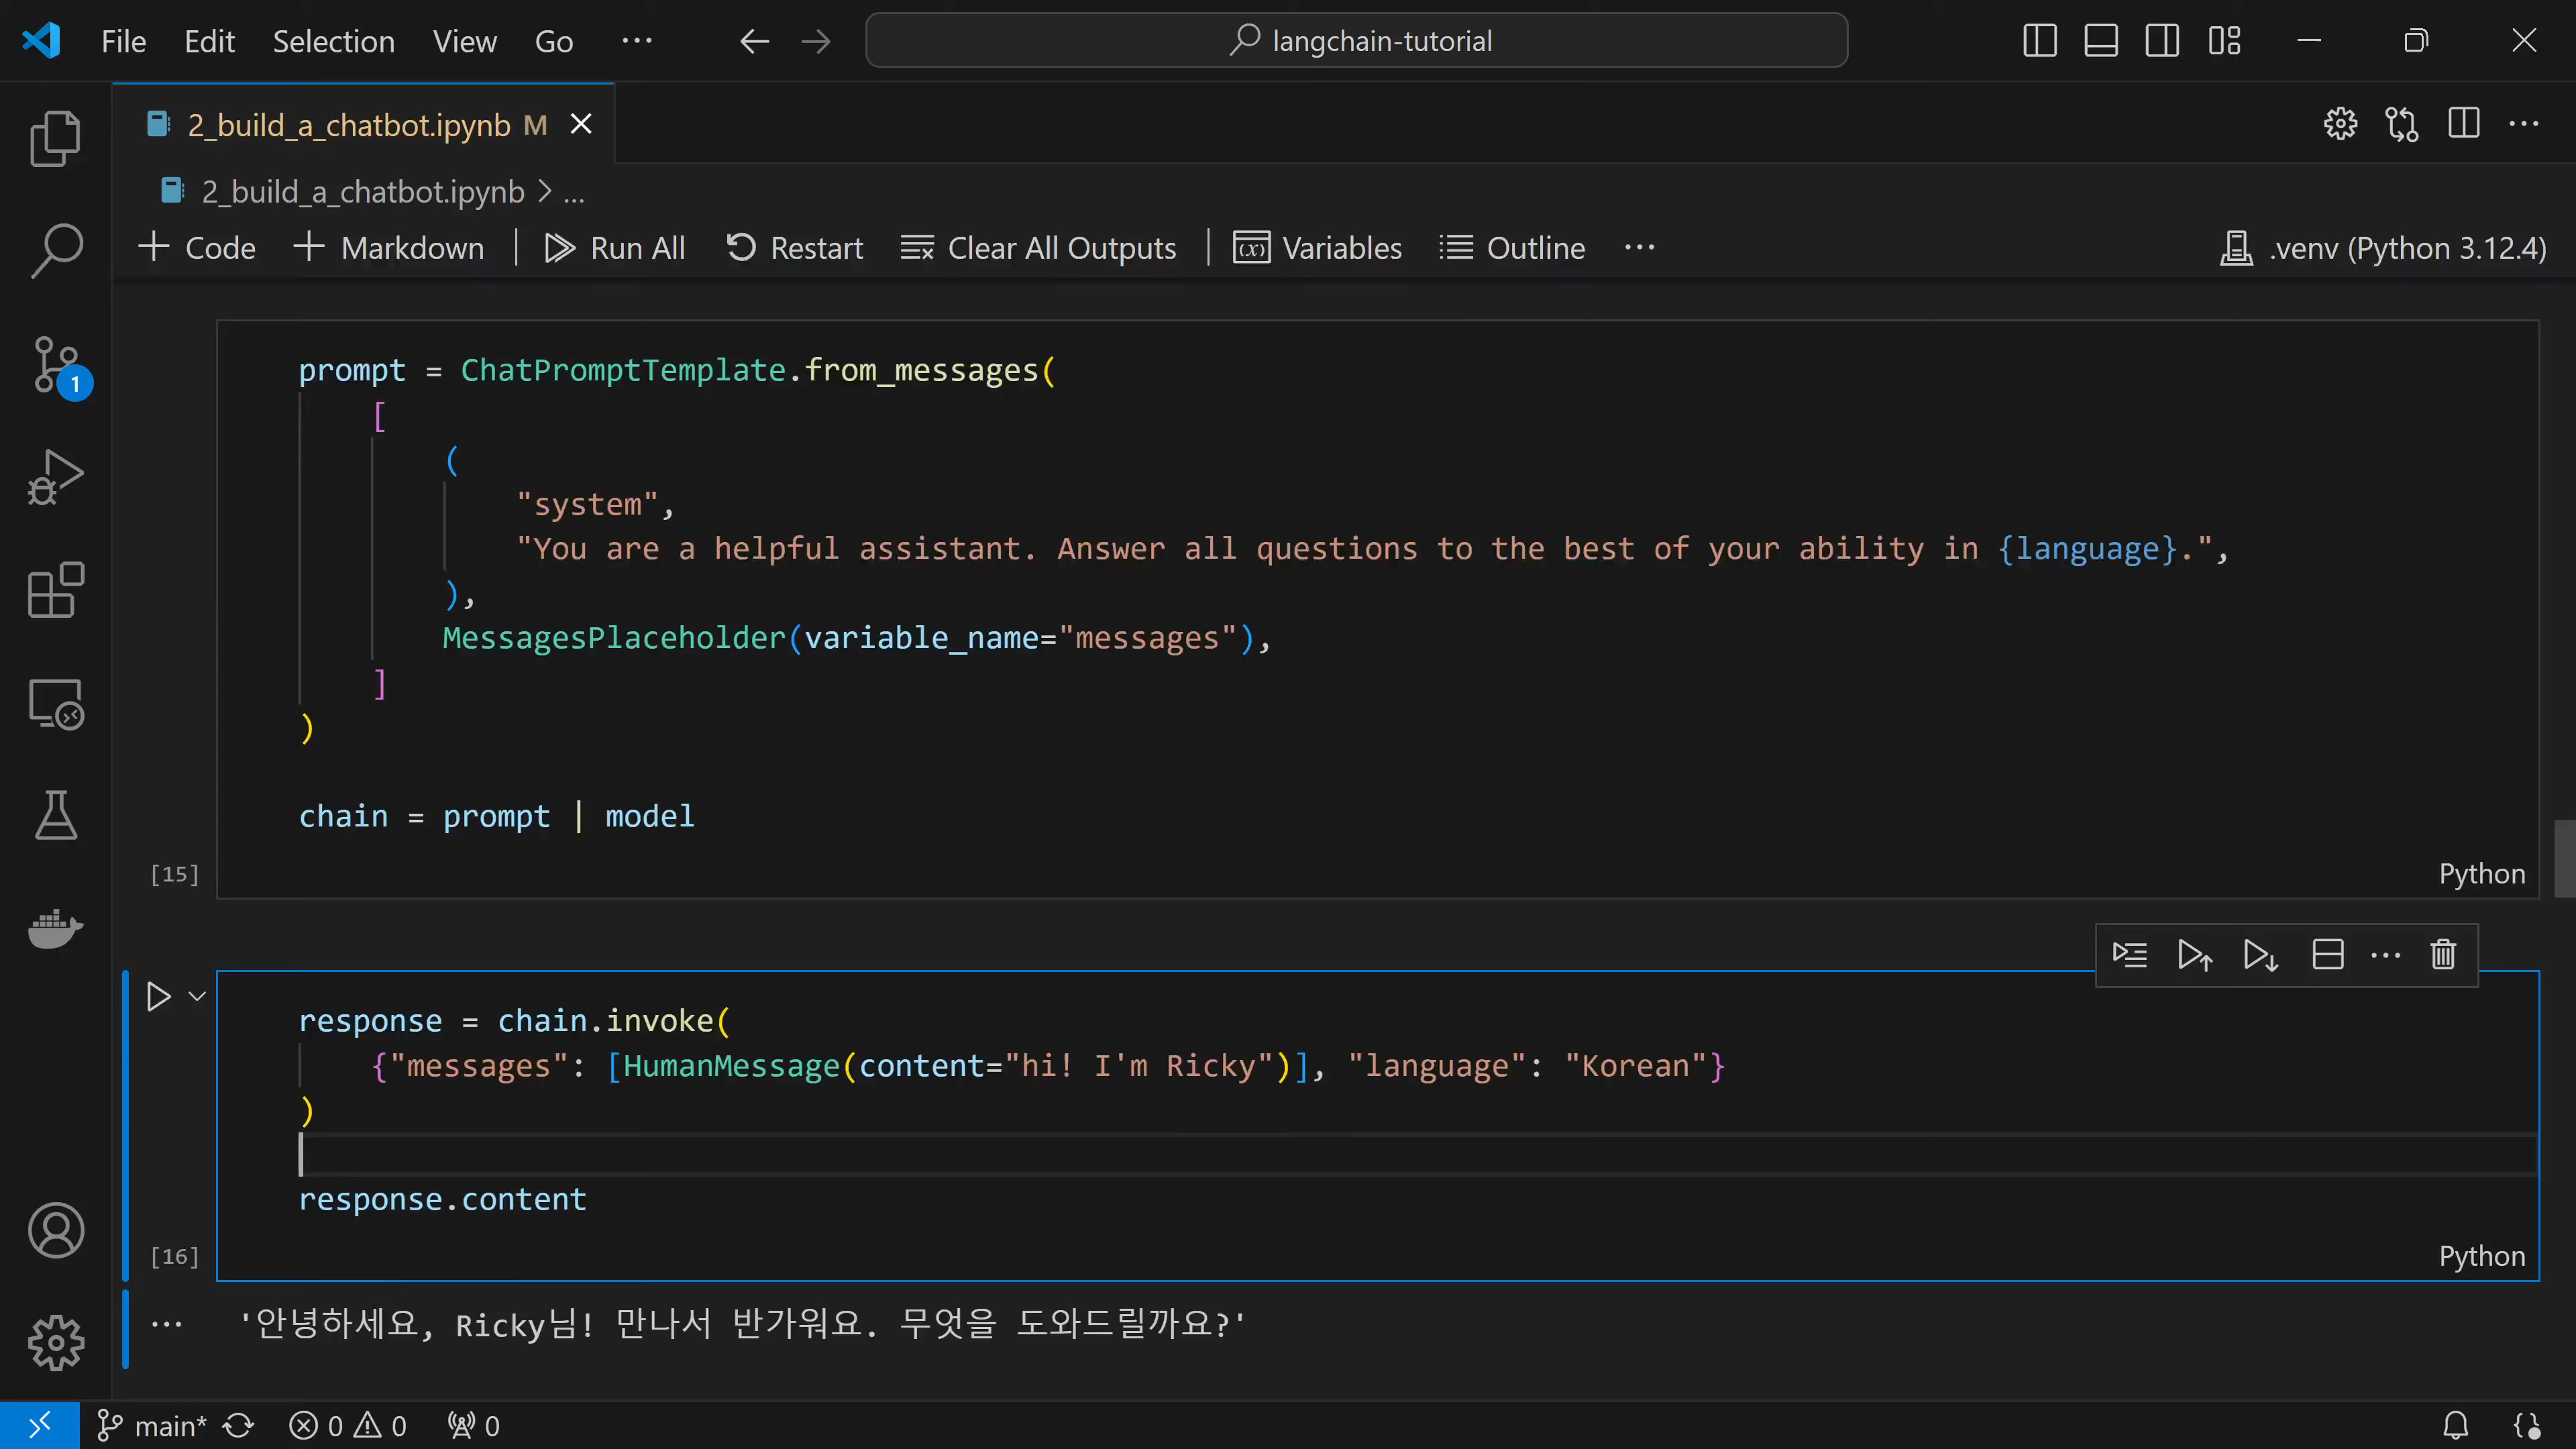 File Edit Selection View Go ··· langchain-tutorial
2_build_a_chatbot.ipynb M
2_build_a_chatbot.ipynb > ...
Code Markdown Run All Restart Clear All Outputs Variables Outline ··· .venv (Python 3.12.4)
prompt = ChatPromptTemplate.from_messages(
[
(
"system",
"You are a helpful assistant. Answer all questions to the best of your ability in {language}.",
),
MessagesPlaceholder(variable_name="messages"),
]
)
chain = prompt | model
[15] Python
response = chain.invoke(
{"messages": [HumanMessage(content="hi! I'm Ricky")], "language": "Korean"}
)
response.content
[16] Python
'안녕하세요, Ricky님! 만나서 반가워요. 무엇을 도와드릴까요?'
1
main* 0 0 0